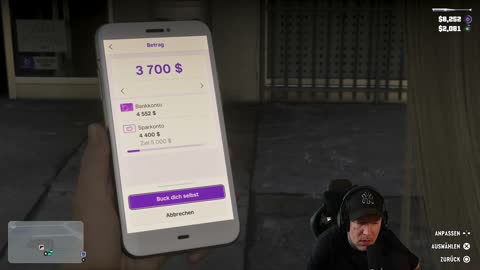 Betrag
3 700 $
Bankkonto
4 552 $
Sparkonto
4 400 $
Ziel 5 000 $
Buck dich selbst
Abbrechen
$8,252
$2,081
ANPASSEN
AUSWÄHLEN
ZURÜCK